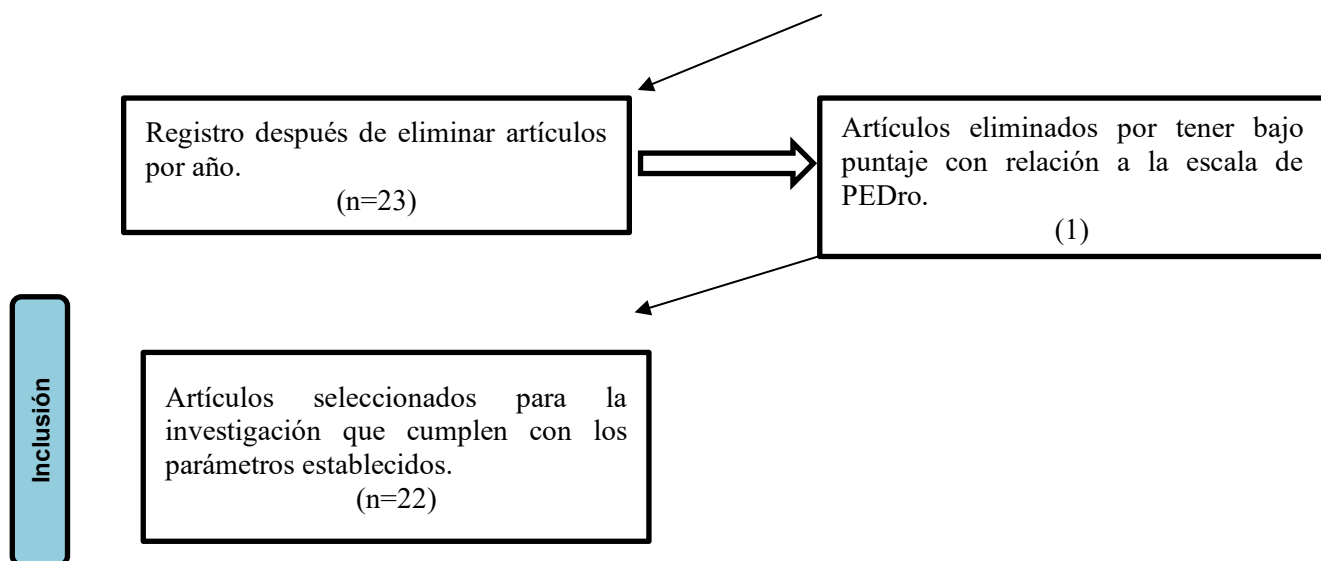 Registro después de eliminar artículos
por año.
(n=23)
Artículos eliminados por tener bajo
puntaje con relación a la escala de
PEDro.
(1)
Inclusión
Artículos seleccionados para la
investigación que cumplen con los
parámetros establecidos.
(n=22)